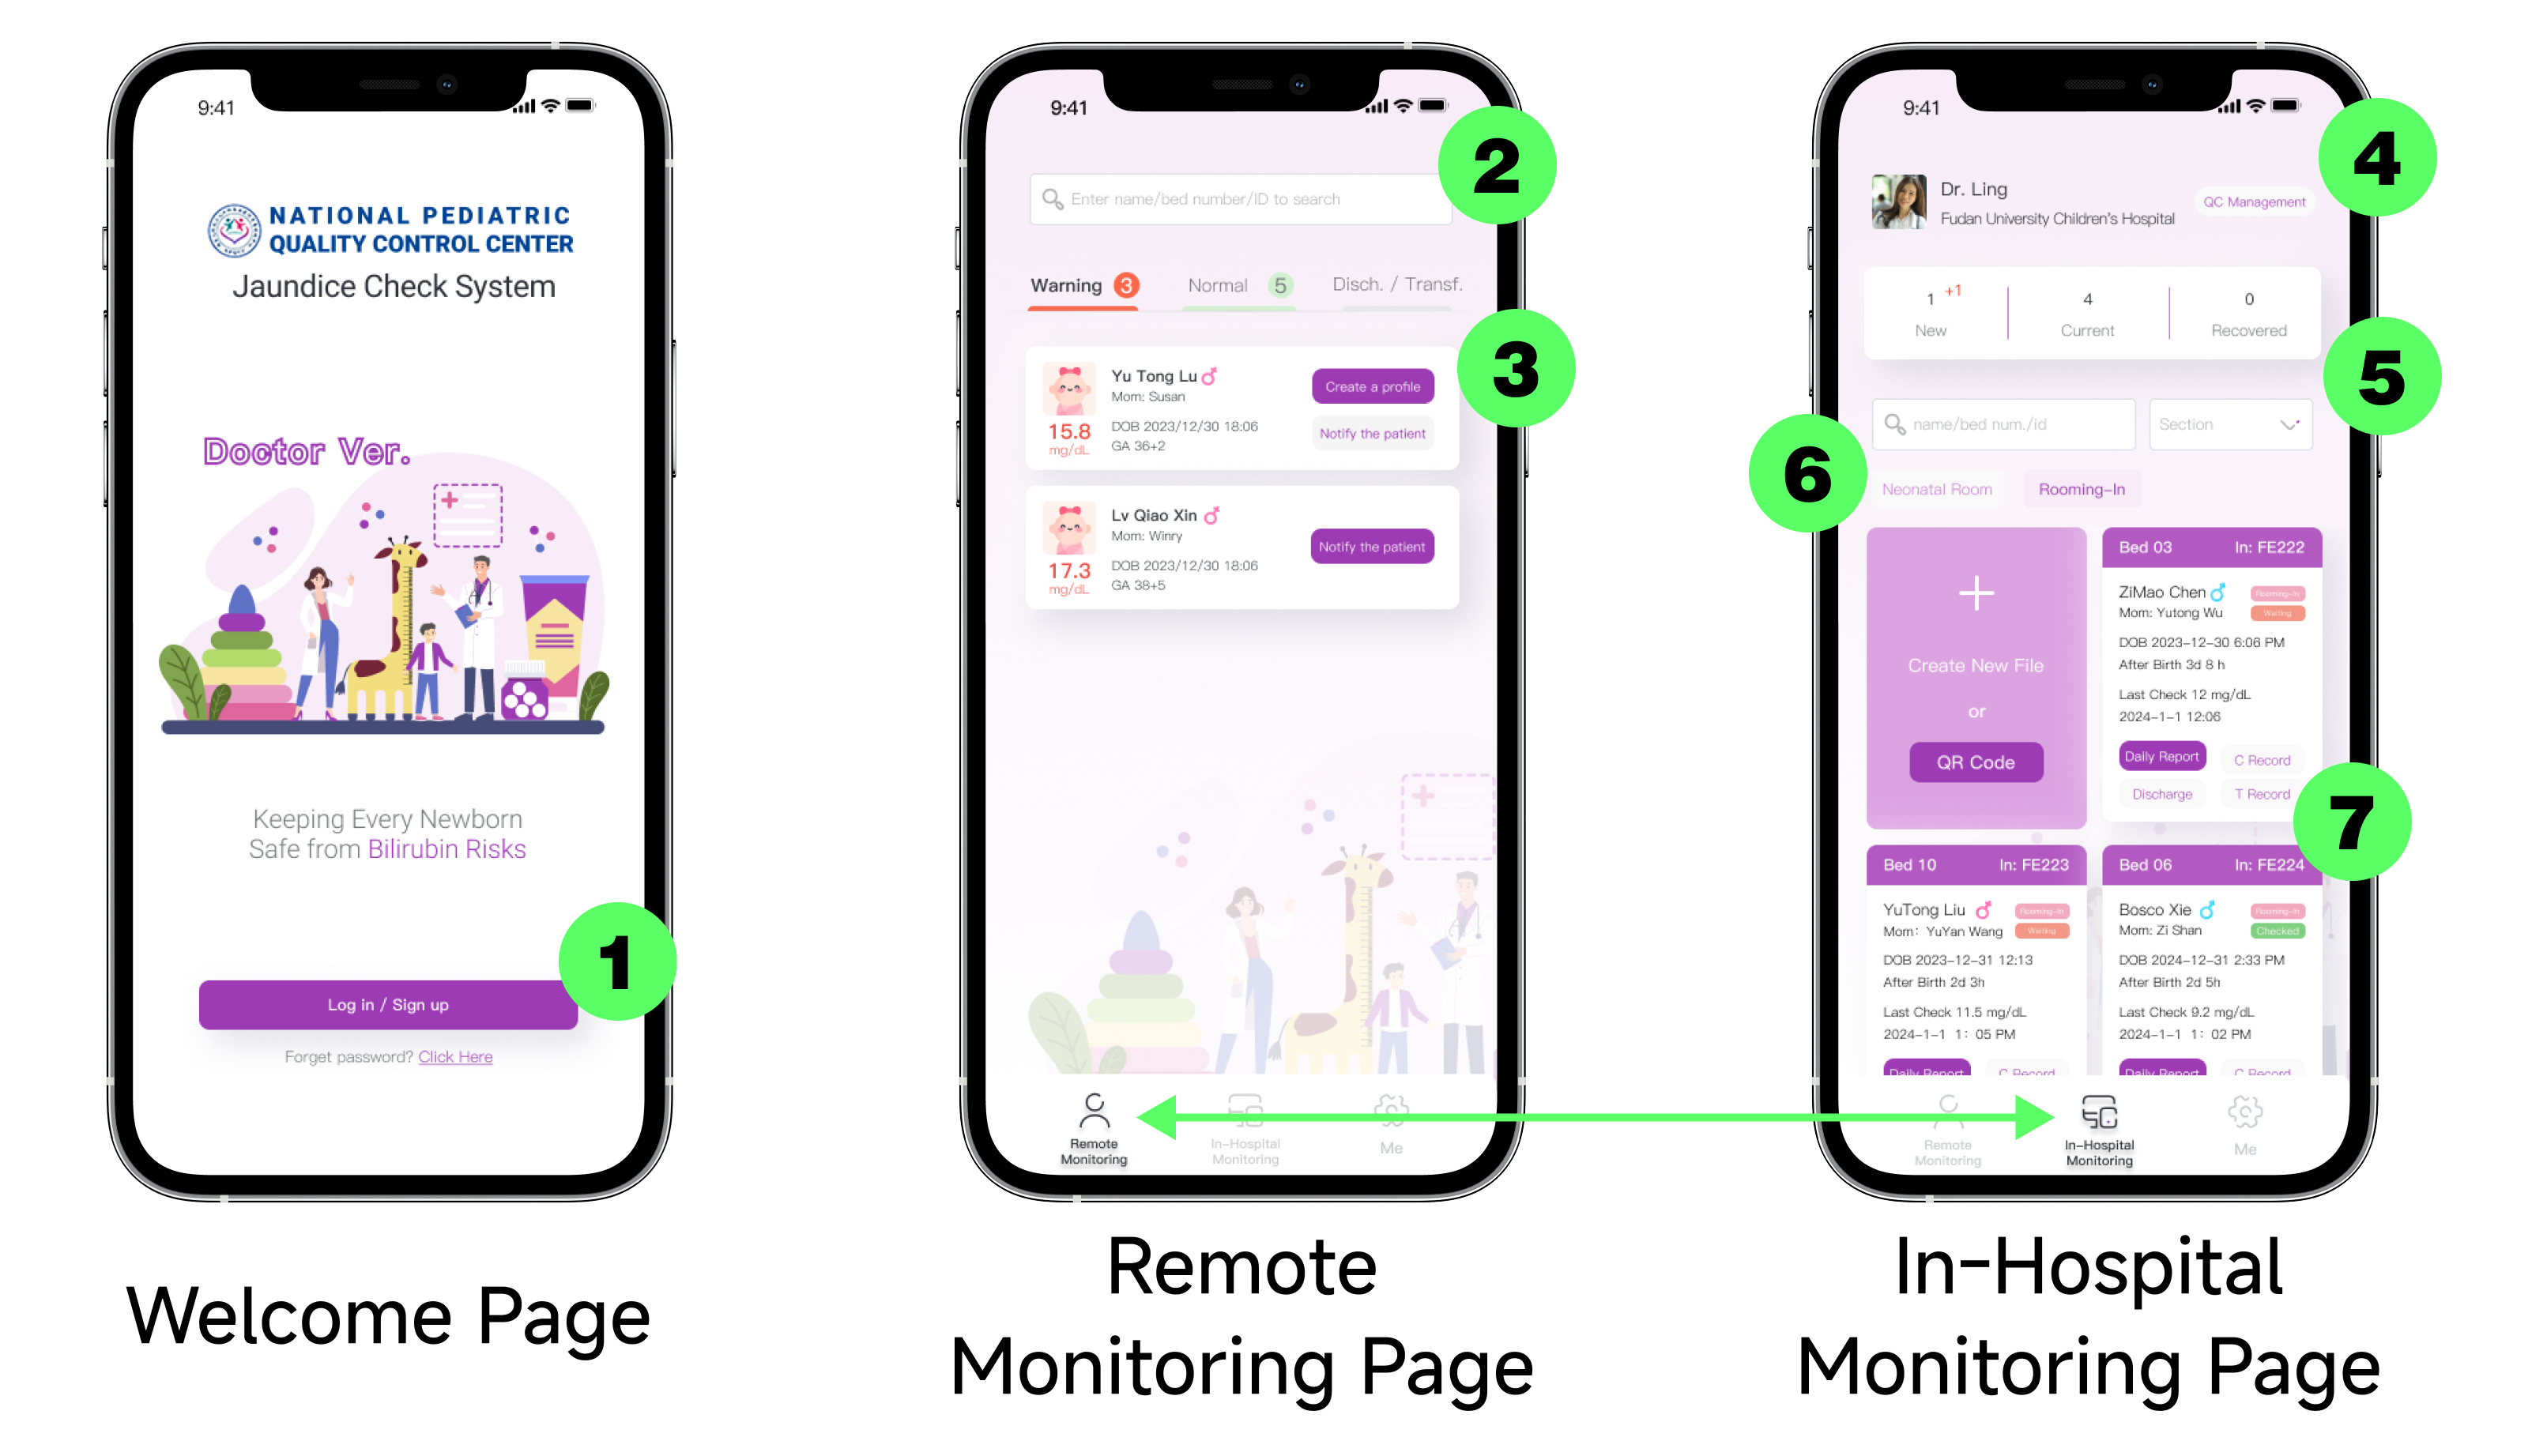 9:41
NATIONAL PEDIATRIC
QUALITY CONTROL CENTER
Jaundice Check System
Doctor Ver.
Keeping Every Newborn
Safe from Bilirubin Risks
1
Log in / Sign up
Forget password? Click Here
Welcome Page
9:41
2
Enter name/bed number/ID to search
Warning 3
Normal 5
Disch. / Transf.
3
Yu Tong Lu
Mom: Susan
15.8
mg/dL
DOB 2023/12/30 18:06
GA 36+2
Create a profile
Notify the patient
Lv Qiao Xin
Mom: Winry
17.3
mg/dL
DOB 2023/12/30 18:06
GA 38+5
Notify the patient
Remote
Monitoring
In-Hospital
Monitoring
Me
Remote
Monitoring Page
9:41
4
Dr. Ling
Fudan University Children's Hospital
QC Management
1 +1
New
4
Current
0
Recovered
5
name/bed num./id
Section
6
Neonatal Room
Rooming-In
Create New File
or
QR Code
Bed 03 In: FE222
ZiMao Chen
Rooming-In
Mom: Yutong Wu
Waiting
DOB 2023-12-30 6:06 PM
After Birth 3d 8 h
Last Check 12 mg/dL
2024-1-1 12:06
Daily Report
C Record
Discharge
T Record
7
Bed 10 In: FE223
YuTong Liu
Rooming-In
Mom: YuYan Wang
Waiting
DOB 2023-12-31 12:13
After Birth 2d 3h
Last Check 11.5 mg/dL
2024-1-1 1: 05 PM
Daily Report
C Record
Bed 06 In: FE224
Bosco Xie
Rooming-In
Mom: Zi Shan
Checked
DOB 2024-12-31 2:33 PM
After Birth 2d 5h
Last Check 9.2 mg/dL
2024-1-1 1: 02 PM
Daily Report
C Record
Remote
Monitoring
In-Hospital
Monitoring
Me
In-Hospital
Monitoring Page